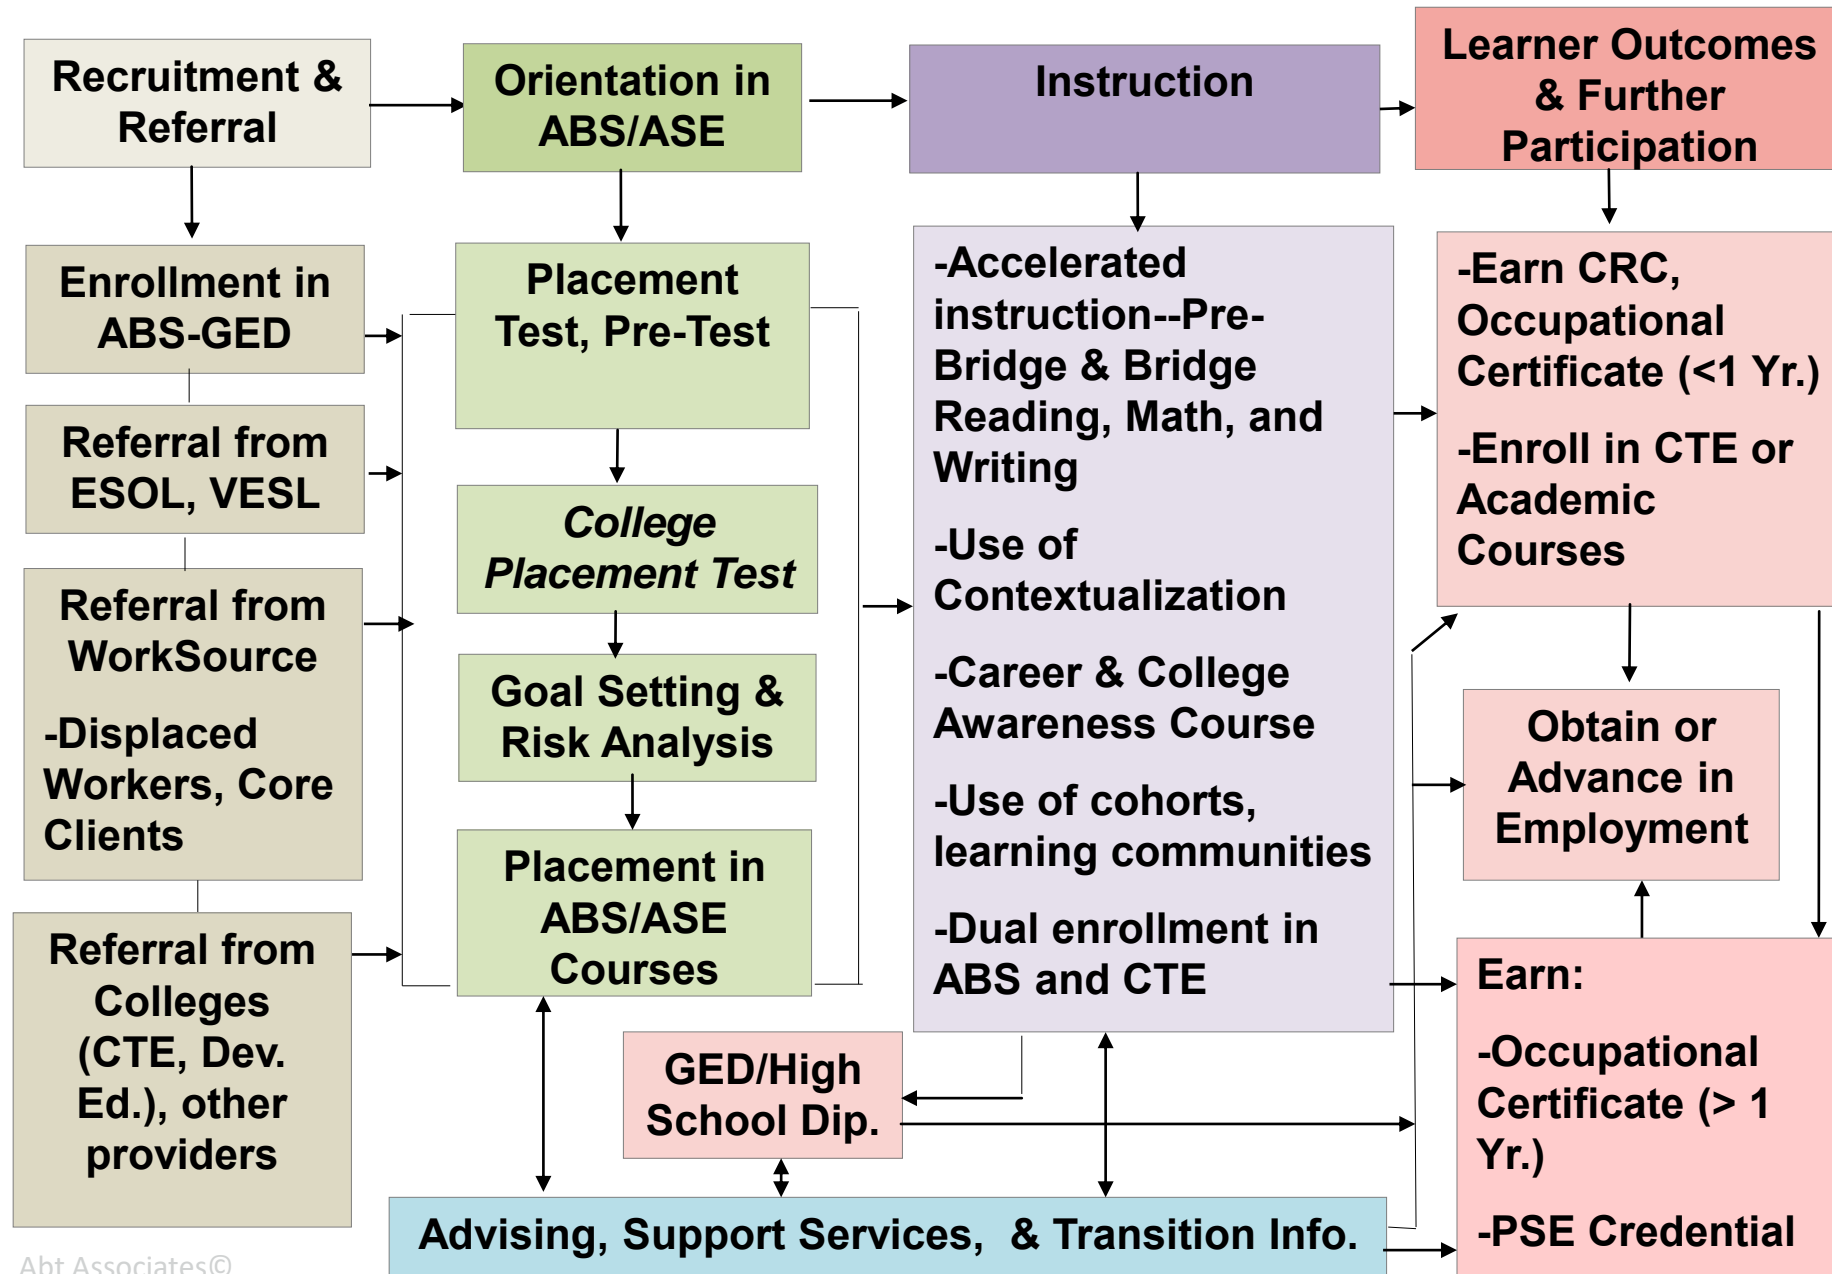 Recruitment &
Referral
Orientation in
ABS/ASE
Instruction
Learner Outcomes
& Further
Participation
Enrollment in
ABS-GED
Referral from
ESOL, VESL
Referral from
WorkSource
-Displaced
Workers, Core
Clients
Referral from
Colleges
(CTE, Dev.
Ed.), other
providers
Placement
Test, Pre-Test
College
Placement Test
Goal Setting &
Risk Analysis
Placement in
ABS/ASE
Courses
-Accelerated
instruction--Pre-
Bridge & Bridge
Reading, Math, and
Writing
-Use of
Contextualization
-Career & College
Awareness Course
-Use of cohorts,
learning communities
-Dual enrollment in
ABS and CTE
GED/High
School Dip.
-Earn CRC,
Occupational
Certificate (<1 Yr.)
-Enroll in CTE or
Academic
Courses
Obtain or
Advance in
Employment
Earn:
-Occupational
Certificate (> 1
Yr.)
-PSE Credential
Advising, Support Services, & Transition Info.
Abt Associates©